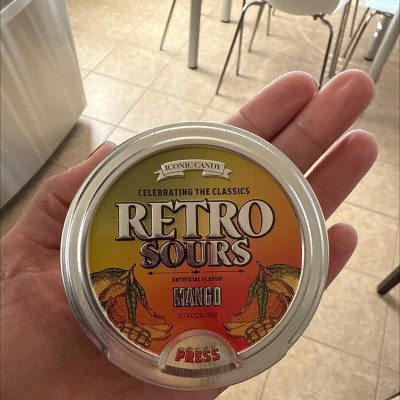 ICONIC CANDY
CELEBRATING THE CLASSICS
RETRO
SOURS
ARTIFICIAL FLAVOR
MANGO
PRESS